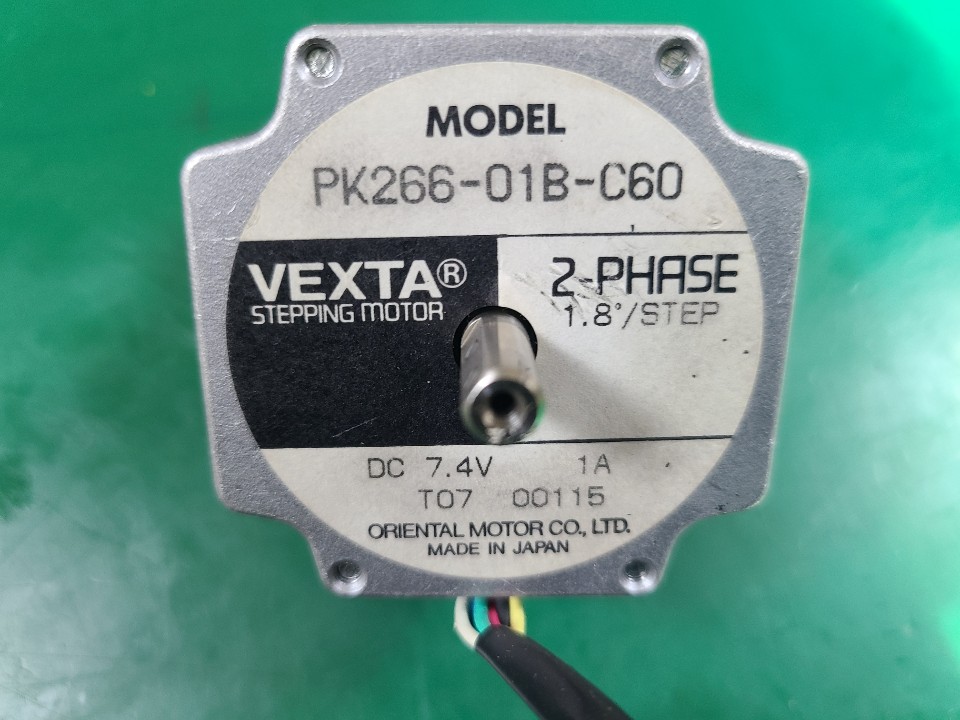 MODEL
PK266-01B-C60
VEXTA®
STEPPING MOTOR
2-PHASE
1.8°/STEP
DC 7.4V 1A
T07 00115
ORIENTAL MOTOR CO., LTD.
MADE IN JAPAN